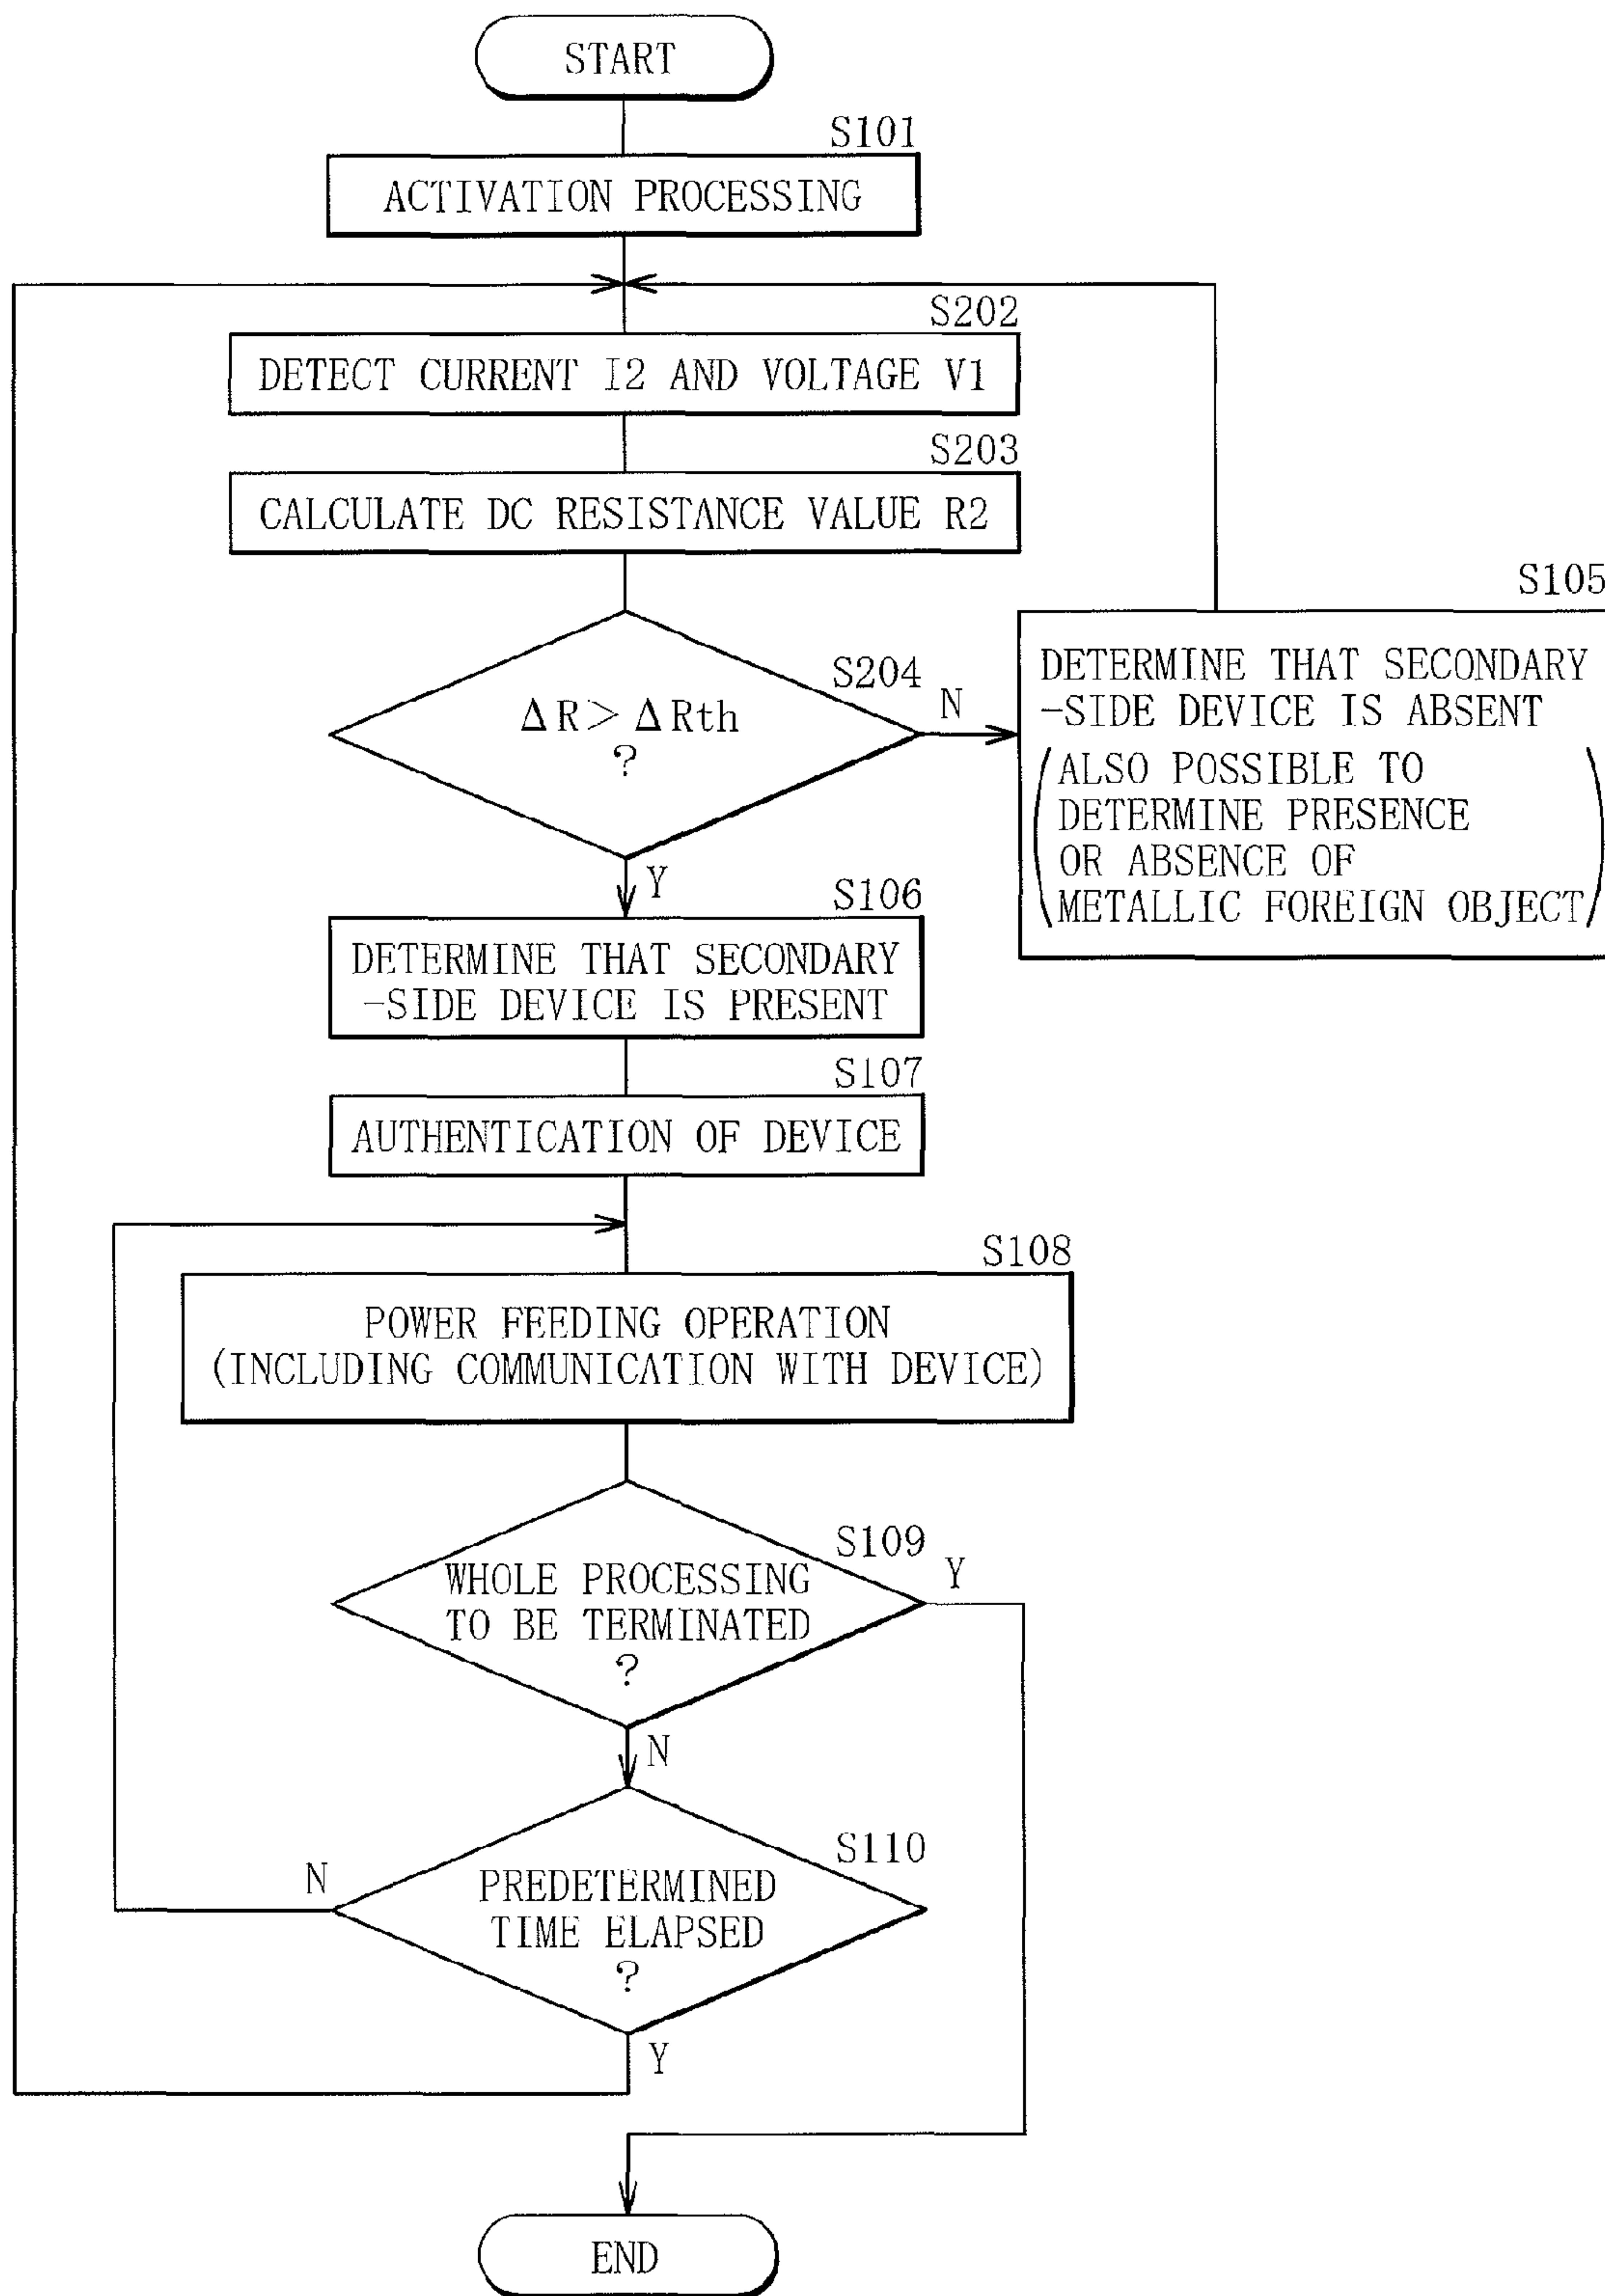 START
S101
ACTIVATION PROCESSING
S202
DETECT CURRENT I2 AND VOLTAGE V1
S203
CALCULATE DC RESISTANCE VALUE R2
S204
ΔR> ΔRth
?
N
Y
S105
DETERMINE THAT SECONDARY
-SIDE DEVICE IS ABSENT
(ALSO POSSIBLE TO
DETERMINE PRESENCE
OR ABSENCE OF
METALLIC FOREIGN OBJECT)
S106
DETERMINE THAT SECONDARY
-SIDE DEVICE IS PRESENT
S107
AUTHENTICATION OF DEVICE
S108
POWER FEEDING OPERATION
(INCLUDING COMMUNICATION WITH DEVICE)
S109
WHOLE PROCESSING
TO BE TERMINATED
?
Y
N
S110
PREDETERMINED
TIME ELAPSED
?
N
Y
END